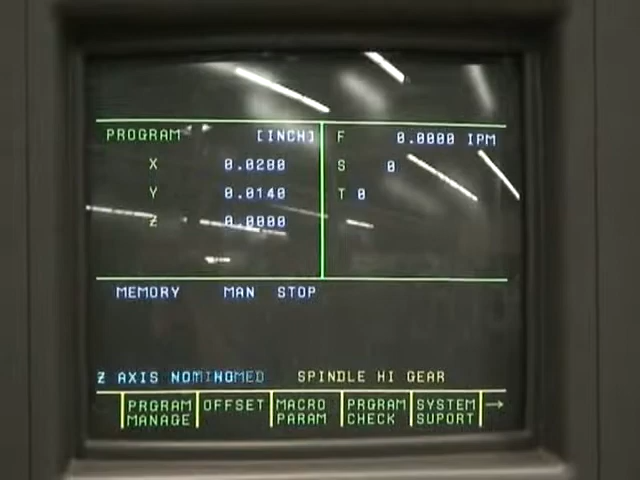 PROGRAM [INCH] F 0.0000 IPM
X 0.0280 S 0
Y 0.0140 T 0
Z 0.0000
MEMORY MAN STOP
Z AXIS SPINDLE HI GEAR
PRGRAM MANAGE OFFSET MACRO PARAM PRGRAM CHECK SYSTEM SUPORT →